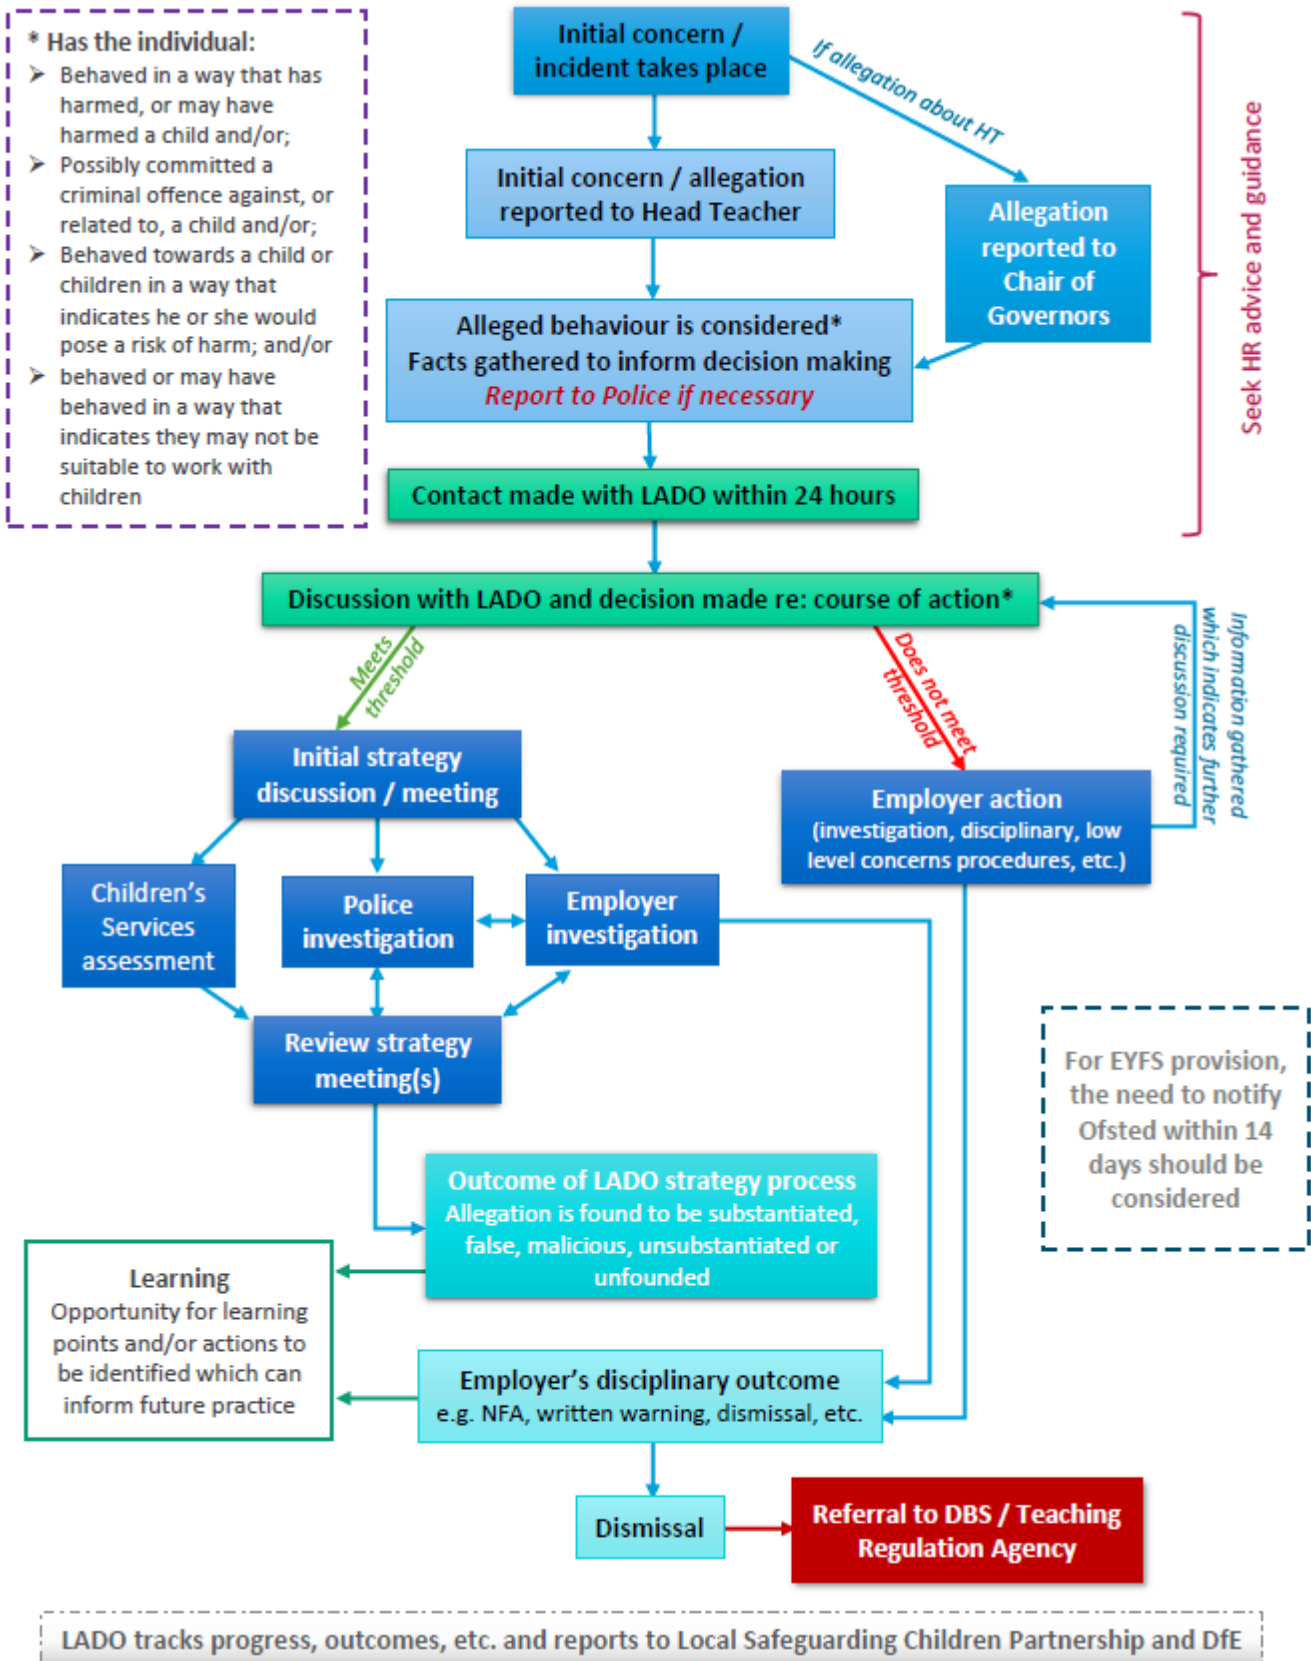 * Has the individual:
➤ Behaved in a way that has
harmed, or may have
harmed a child and/or;
➤ Possibly committed a
criminal offence against, or
related to, a child and/or;
➤ Behaved towards a child or
children in a way that
indicates he or she would
pose a risk of harm; and/or
➤ behaved or may have
behaved in a way that
indicates they may not be
suitable to work with
children
Initial concern /
incident takes place
If allegation about HT
Initial concern / allegation
reported to Head Teacher
Allegation
reported to
Chair of
Governors
Seek HR advice and guidance
Alleged behaviour is considered*
Facts gathered to inform decision making
Report to Police if necessary
Contact made with LADO within 24 hours
Discussion with LADO and decision made re: course of action*
Meets
threshold
Does not meet
threshold
Information gathered
which indicates further
discussion required
Initial strategy
discussion / meeting
Employer action
(investigation, disciplinary, low
level concerns procedures, etc.)
Children's
Services
assessment
Police
investigation
Employer
investigation
Review strategy
meeting(s)
For EYFS provision,
the need to notify
Ofsted within 14
days should be
considered
Outcome of LADO strategy process
Allegation is found to be substantiated,
false, malicious, unsubstantiated or
unfounded
Learning
Opportunity for learning
points and/or actions to
be identified which can
inform future practice
Employer's disciplinary outcome
e.g. NFA, written warning, dismissal, etc.
Dismissal
Referral to DBS / Teaching
Regulation Agency
LADO tracks progress, outcomes, etc. and reports to Local Safeguarding Children Partnership and DfE